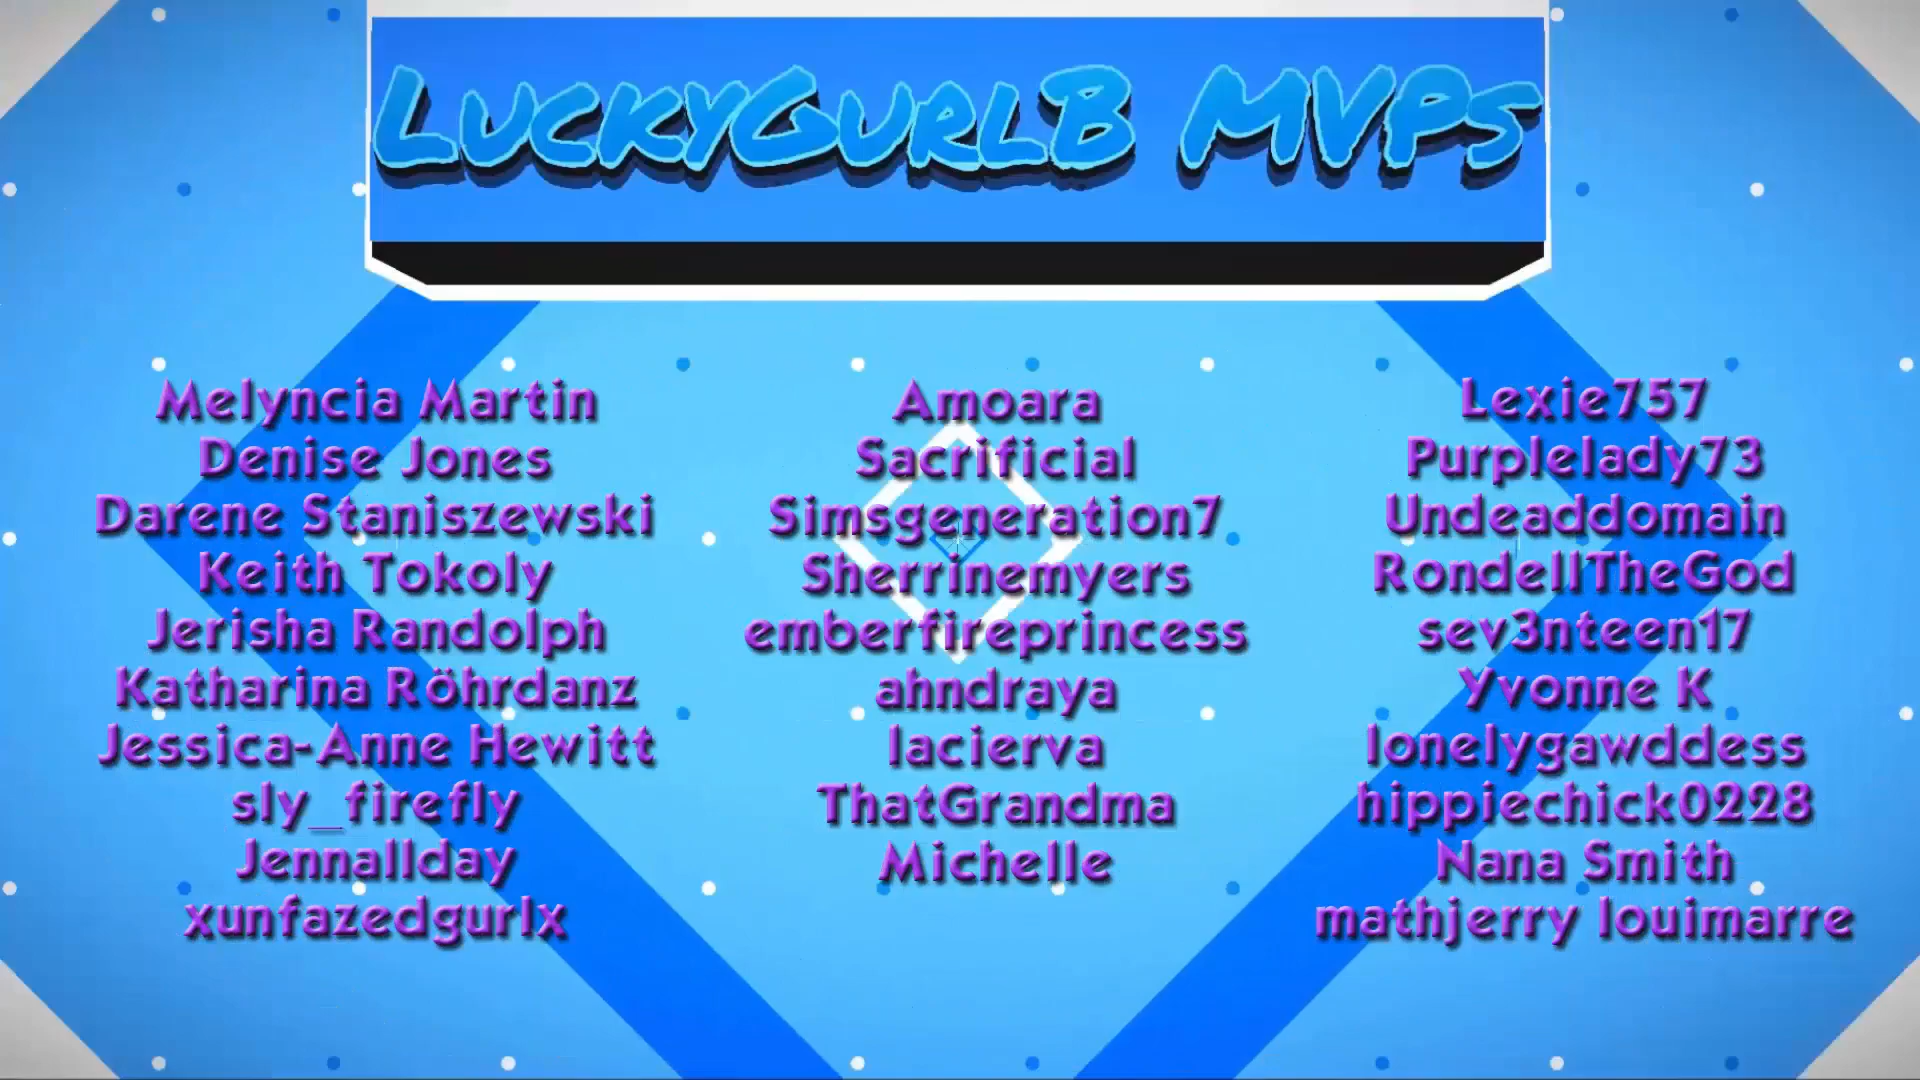 LuckyGurlB MVPs
Melyncia Martin
Denise Jones
Darene Staniszewski
Keith Tokoly
Jerisha Randolph
Katharina Röhrdanz
Jessica-Anne Hewitt
sly_firefly
Jennallday
xunfazedgurlx
Amoara
Sacrificial
Simsgeneration7
Sherrinemyers
emberfireprincess
ahndraya
lacierva
ThatGrandma
Michelle
Lexie757
Purplelady73
Undeaddomain
RondellTheGod
sev3nteen17
Yvonne K
lonelygawddess
hippiechick0228
Nana Smith
mathjerry louimarre